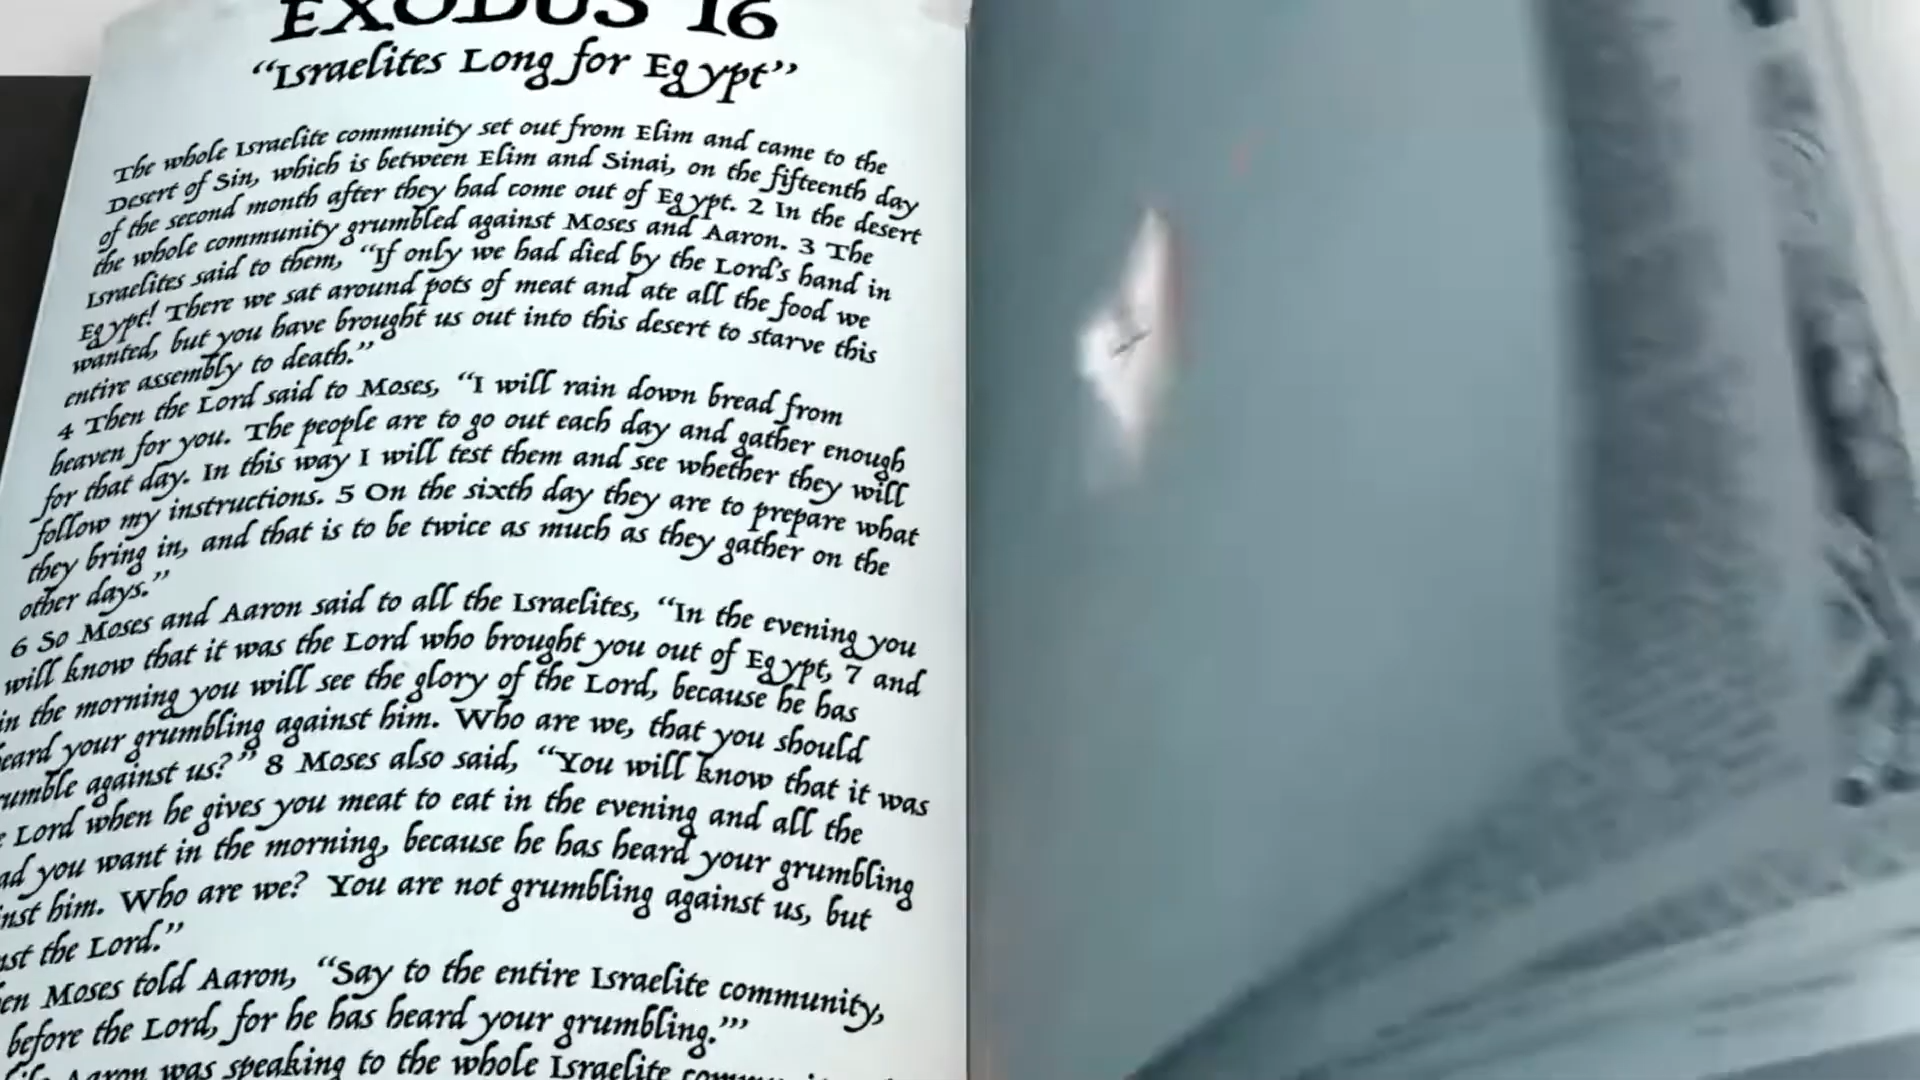 EXODUS 16
“Israelites Long for Egypt”
The whole Israelite community set out from Elim and came to the
Desert of Sin, which is between Elim and Sinai, on the fifteenth day
of the second month after they had come out of Egypt. 2 In the desert
the whole community grumbled against Moses and Aaron. 3 The
Israelites said to them, “If only we had died by the Lord’s hand in
Egypt! There we sat around pots of meat and ate all the food we
wanted, but you have brought us out into this desert to starve this
entire assembly to death.”
4 Then the Lord said to Moses, “I will rain down bread from
heaven for you. The people are to go out each day and gather enough
for that day. In this way I will test them and see whether they will
follow my instructions. 5 On the sixth day they are to prepare what
they bring in, and that is to be twice as much as they gather on the
other days.”
6 So Moses and Aaron said to all the Israelites, “In the evening you
will know that it was the Lord who brought you out of Egypt, 7 and
in the morning you will see the glory of the Lord, because he has
eard your grumbling against him. Who are we, that you should
rumble against us?” 8 Moses also said, “You will know that it was
Lord when he gives you meat to eat in the evening and all the
ad you want in the morning, because he has heard your grumbling
inst him. Who are we? You are not grumbling against us, but
nst the Lord.”
en Moses told Aaron, “Say to the entire Israelite community,
before the Lord, for he has heard your grumbling.’”
Aaron was speaking to the whole Israelite